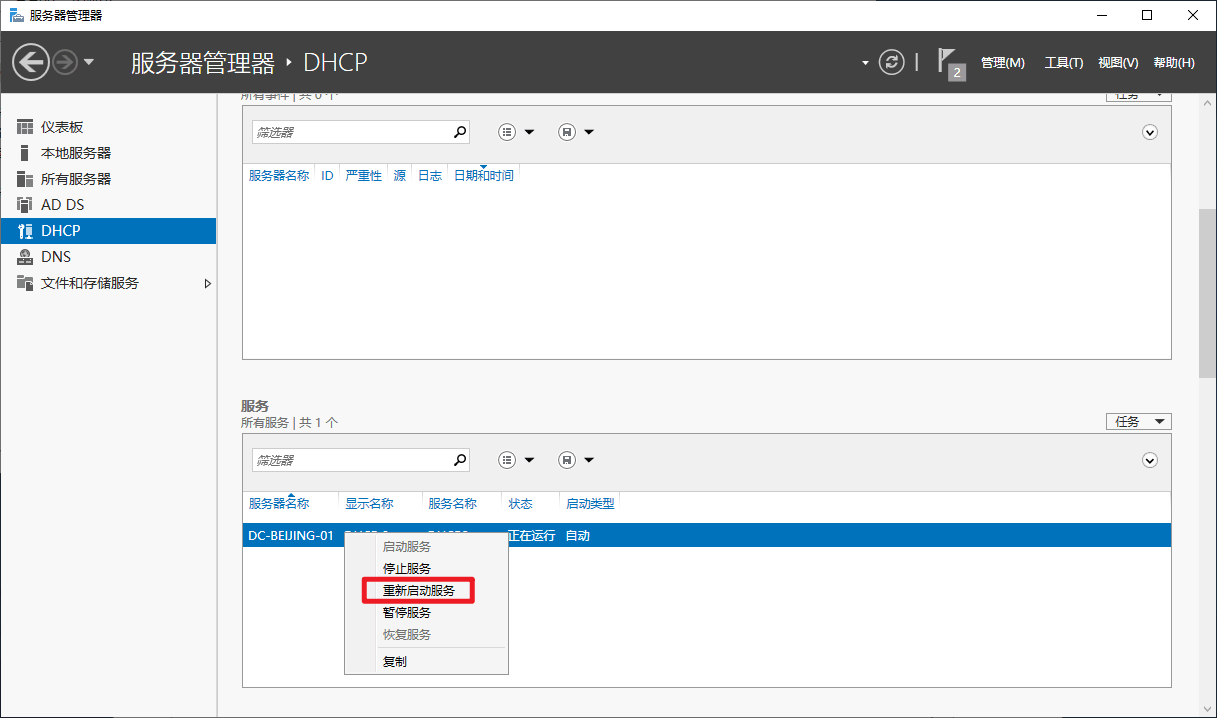 服务器管理器
服务器管理器 ‣ DHCP
2 管理(M) 工具(T) 视图(V) 帮助(H)
仪表板
本地服务器
所有服务器
AD DS
DHCP
DNS
文件和存储服务
所有事件 | 共 0 个
任务
筛选器
服务器名称 ID 严重性 源 日志 日期和时间
服务
所有服务 | 共 1 个
任务
筛选器
服务器名称 显示名称 服务名称 状态 启动类型
DC-BEIJING-01 正在运行 自动
启动服务
停止服务
重新启动服务
暂停服务
恢复服务
复制